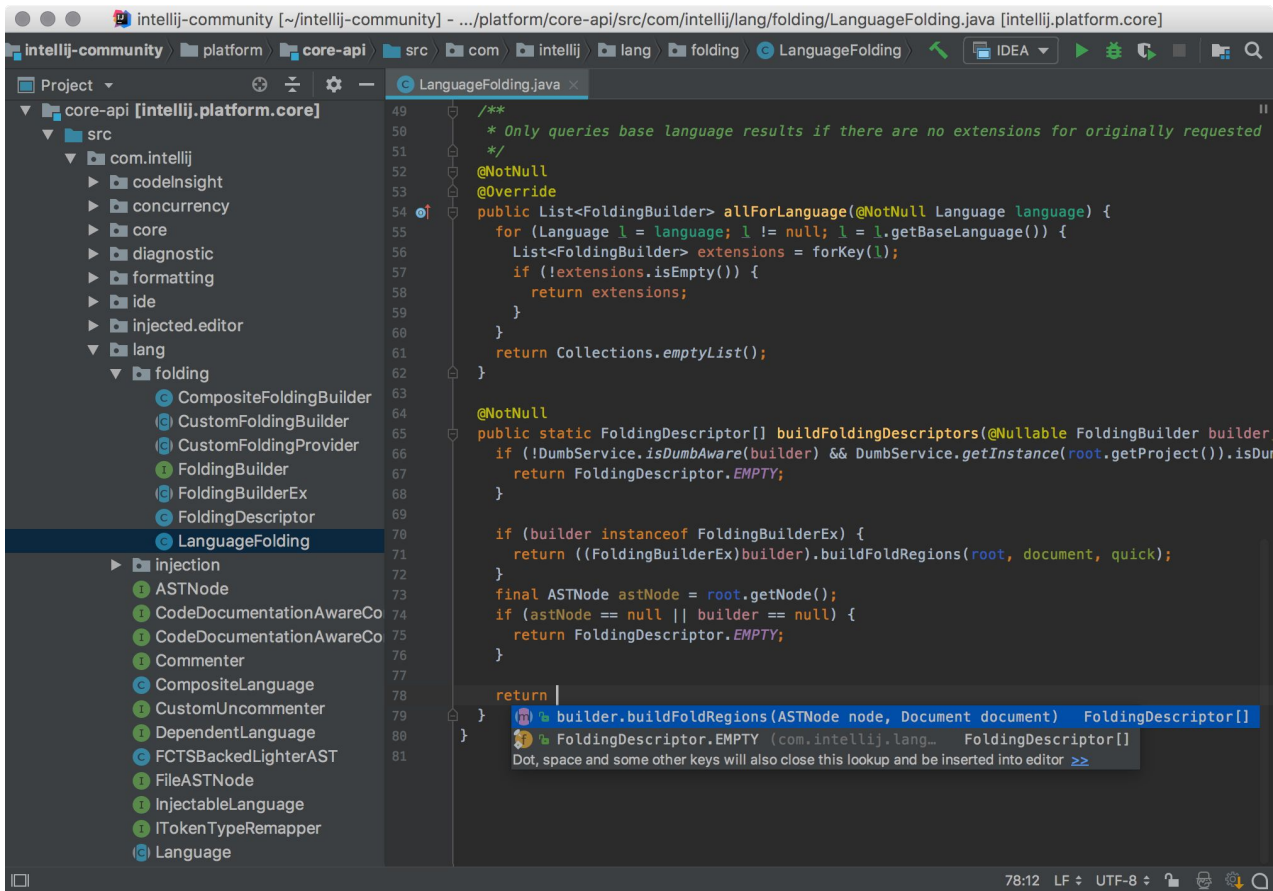 intellij-community [~/intellij-community] - .../platform/core-api/src/com/intellij/lang/folding/LanguageFolding.java [intellij.platform.core]
intellij-community platform core-api src com intellij lang folding LanguageFolding IDEA
Project
LanguageFolding.java
core-api [intellij.platform.core]
src
com.intellij
codeInsight
concurrency
core
diagnostic
formatting
ide
injected.editor
lang
folding
CompositeFoldingBuilder
CustomFoldingBuilder
CustomFoldingProvider
FoldingBuilder
FoldingBuilderEx
FoldingDescriptor
LanguageFolding
injection
ASTNode
CodeDocumentationAwareCo
CodeDocumentationAwareCo
Commenter
CompositeLanguage
CustomUncommenter
DependentLanguage
FCTSBackedLighterAST
FileASTNode
InjectableLanguage
ITokenTypeRemapper
Language
49 /**
50 * Only queries base language results if there are no extensions for originally requested
51 */
52 @NotNull
53 @Override
54 public List<FoldingBuilder> allForLanguage(@NotNull Language language) {
55 for (Language l = language; l != null; l = l.getBaseLanguage()) {
56 List<FoldingBuilder> extensions = forKey(l);
57 if (!extensions.isEmpty()) {
58 return extensions;
59 }
60 }
61 return Collections.emptyList();
62 }
63
64 @NotNull
65 public static FoldingDescriptor[] buildFoldingDescriptors(@Nullable FoldingBuilder builder
66 if (!DumbService.isDumbAware(builder) && DumbService.getInstance(root.getProject()).isDum
67 return FoldingDescriptor.EMPTY;
68 }
69
70 if (builder instanceof FoldingBuilderEx) {
71 return ((FoldingBuilderEx)builder).buildFoldRegions(root, document, quick);
72 }
73 final ASTNode astNode = root.getNode();
74 if (astNode == null || builder == null) {
75 return FoldingDescriptor.EMPTY;
76 }
77
78 return
79 }
80 }
81
builder.buildFoldRegions(ASTNode node, Document document) FoldingDescriptor[]
FoldingDescriptor.EMPTY (com.intellij.lang… FoldingDescriptor[]
Dot, space and some other keys will also close this lookup and be inserted into editor >>
78:12 LF UTF-8